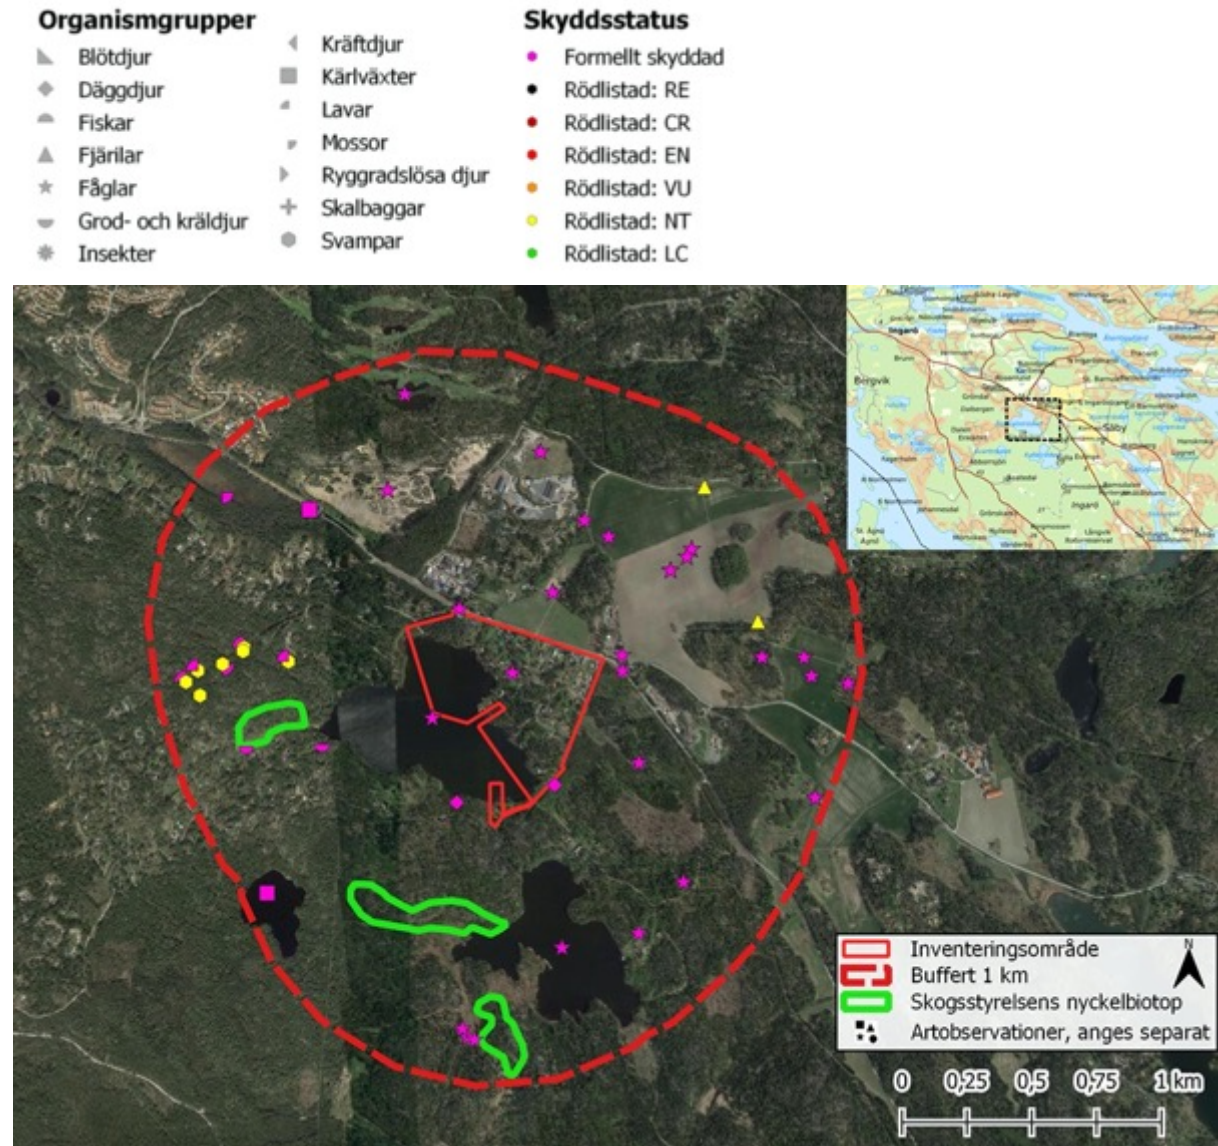 Organismgrupper
Blötdjur
Däggdjur
Fiskar
Fjärilar
Fåglar
Grod- och kräldjur
Insekter
Kräftdjur
Kärlväxter
Lavar
Mossor
Ryggradslösa djur
Skalbaggar
Svampar
Skyddsstatus
Formellt skyddad
Rödlistad: RE
Rödlistad: CR
Rödlistad: EN
Rödlistad: VU
Rödlistad: NT
Rödlistad: LC
Ingarö
Bergvik
Säby
Ingarö
Inventeringsområde
Buffert 1 km
Skogsstyrelsens nyckelbiotop
Artobservationer, anges separat
N
0 0,25 0,5 0,75 1 km